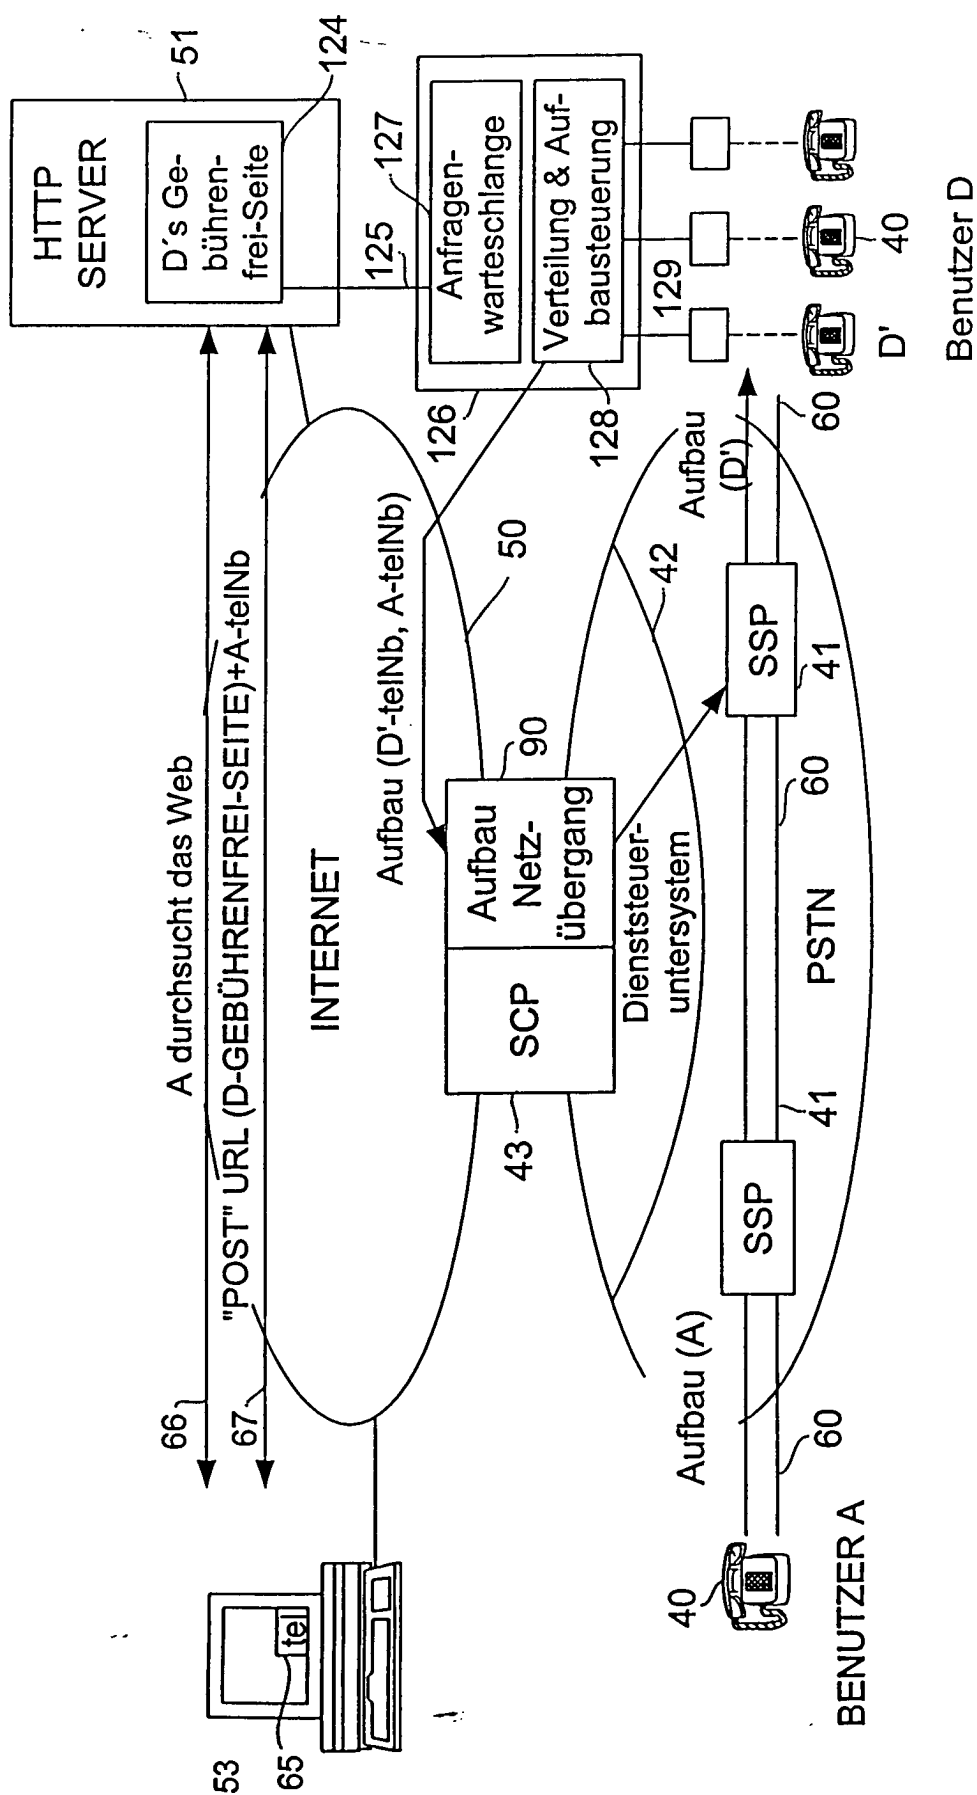 53
65
tel
66
A durchsucht das Web
67
"POST" URL (D-GEBÜHRENFREI-SEITE)+A-telNb
HTTP
SERVER
51
D´s Ge-
bühren-
frei-Seite
124
125
INTERNET
Aufbau (D'-telNb, A-telNb)
50
126
Anfragen-
warteschlange
127
Verteilung & Auf-
bausteuerung
128
129
43
SCP
Aufbau
Netz-
übergang
90
Dienststeuer-
untersystem
42
Aufbau (A)
Aufbau
(D')
40
60
SSP
41
60
SSP
41
60
D'
40
PSTN
BENUTZER A
Benutzer D